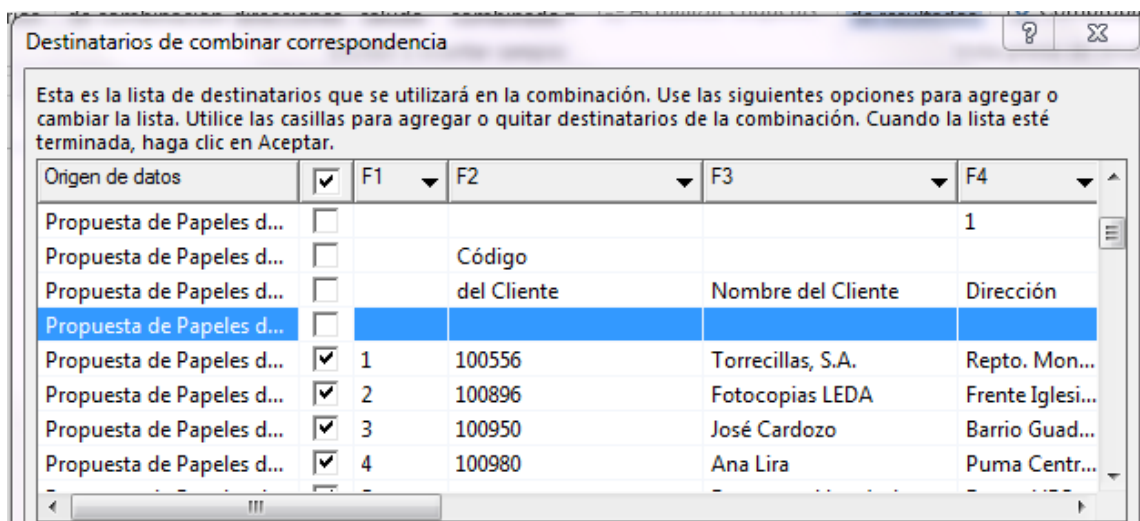 Destinatarios de combinar correspondencia
Esta es la lista de destinatarios que se utilizará en la combinación. Use las siguientes opciones para agregar o
cambiar la lista. Utilice las casillas para agregar o quitar destinatarios de la combinación. Cuando la lista esté
terminada, haga clic en Aceptar.
Origen de datos F1 F2 F3 F4
Propuesta de Papeles d... 1
Propuesta de Papeles d... Código
Propuesta de Papeles d... del Cliente Nombre del Cliente Dirección
Propuesta de Papeles d...
Propuesta de Papeles d... 1 100556 Torrecillas, S.A. Repto. Mon...
Propuesta de Papeles d... 2 100896 Fotocopias LEDA Frente Iglesi...
Propuesta de Papeles d... 3 100950 José Cardozo Barrio Guad...
Propuesta de Papeles d... 4 100980 Ana Lira Puma Centr...